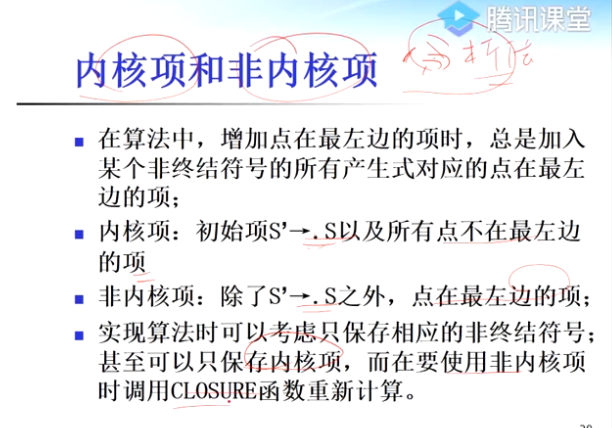 腾讯课堂
内核项和非内核项
在算法中，增加点在最左边的项时，总是加入
某个非终结符号的所有产生式对应的点在最左
边的项；
内核项：初始项S’→.S以及所有点不在最左边
的项
非内核项：除了S’→.S之外，点在最左边的项；
实现算法时可以考虑只保存相应的非终结符号；
甚至可以只保存内核项，而在要使用非内核项
时调用CLOSURE函数重新计算。